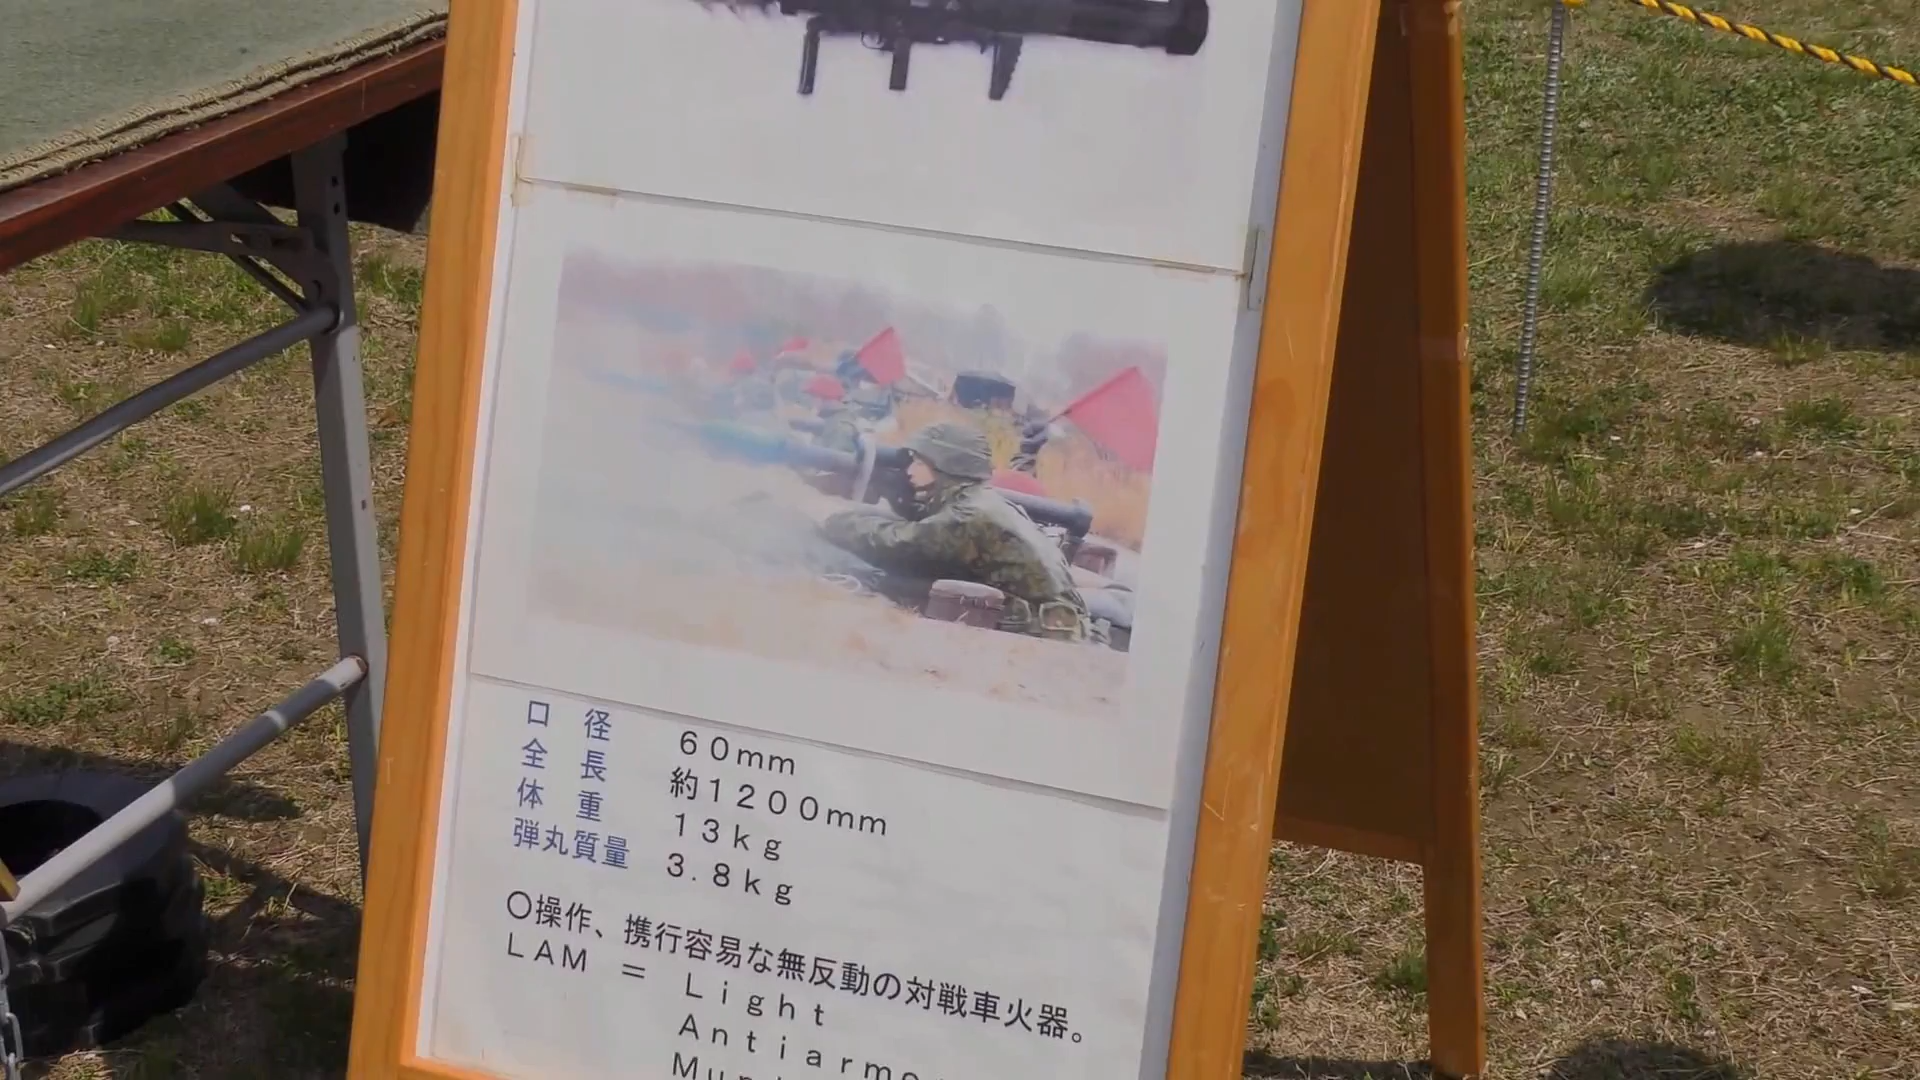 口　径　６０ｍｍ
全　長　約１２００ｍｍ
体　重　１３ｋｇ
弾丸質量　３.８ｋｇ
〇操作、携行容易な無反動の対戦車火器。
ＬＡＭ ＝ Ｌｉｇｈｔ